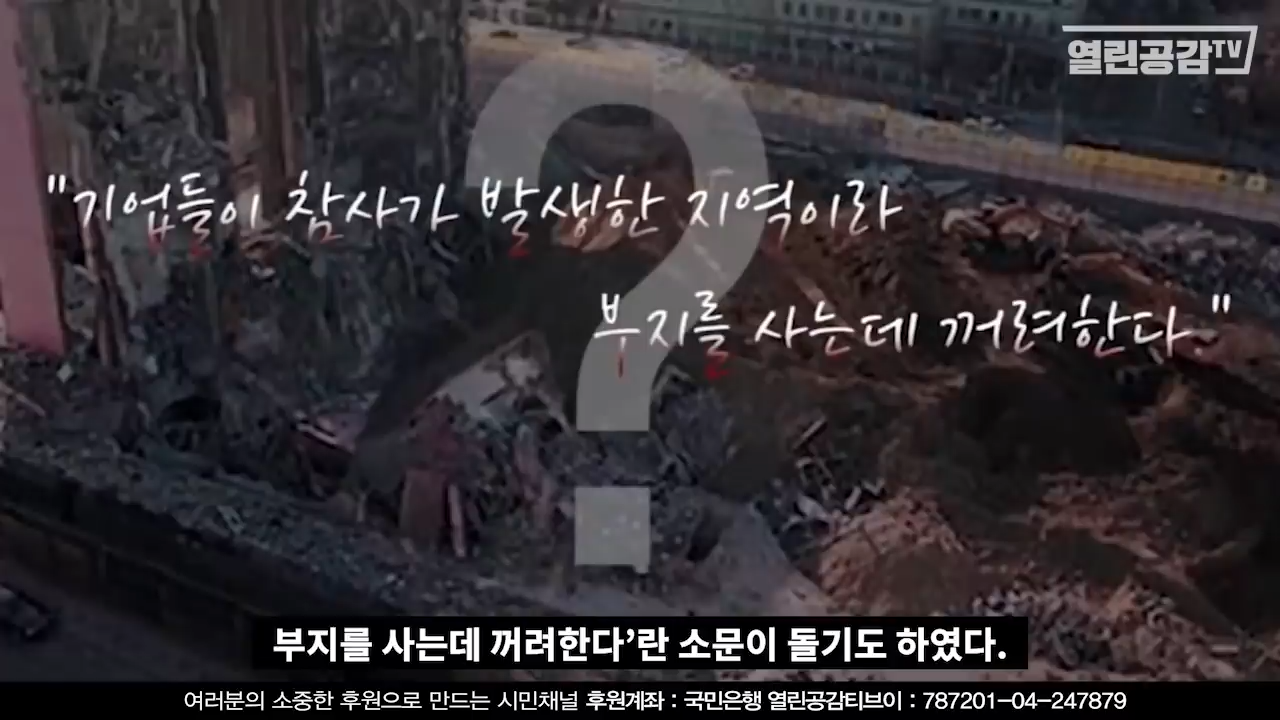 열린공감TV
"기업들이 참사가 발생한 지역이라
부지를 사는데 꺼려한다."
?
부지를 사는데 꺼려한다’란 소문이 돌기도 하였다.
여러분의 소중한 후원으로 만드는 시민채널 후원계좌 : 국민은행 열린공감티브이 : 787201-04-247879